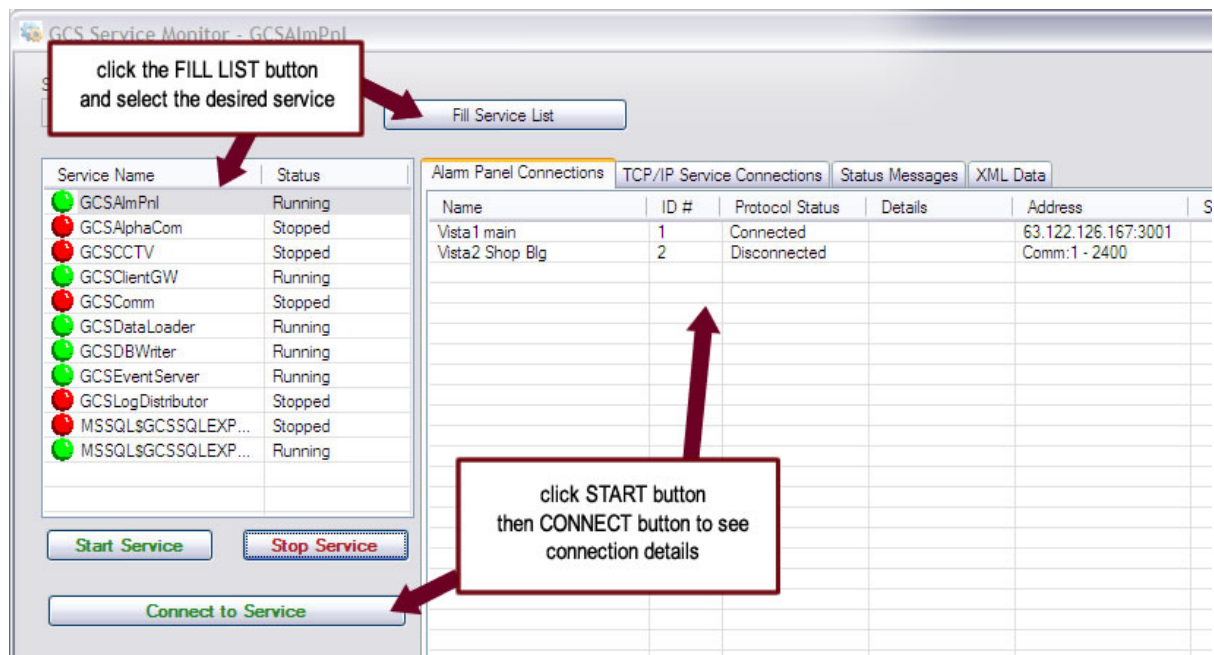 GCS Service Monitor - GCSAlmPnl
click the FILL LIST button
and select the desired service
Fill Service List
Service Name Status
GCSAlmPnl Running
GCSAlphaCom Stopped
GCSCCTV Stopped
GCSClientGW Running
GCSComm Stopped
GCSDataLoader Running
GCSDBWriter Running
GCSEventServer Running
GCSLogDistributor Stopped
MSSQL$GCSSQLEXP... Stopped
MSSQL$GCSSQLEXP... Running
Alarm Panel Connections TCP/IP Service Connections Status Messages XML Data
Name ID # Protocol Status Details Address S
Vista1 main 1 Connected 63.122.126.167:3001
Vista2 Shop Blg 2 Disconnected Comm:1 - 2400
click START button
then CONNECT button to see
connection details
Start Service Stop Service
Connect to Service